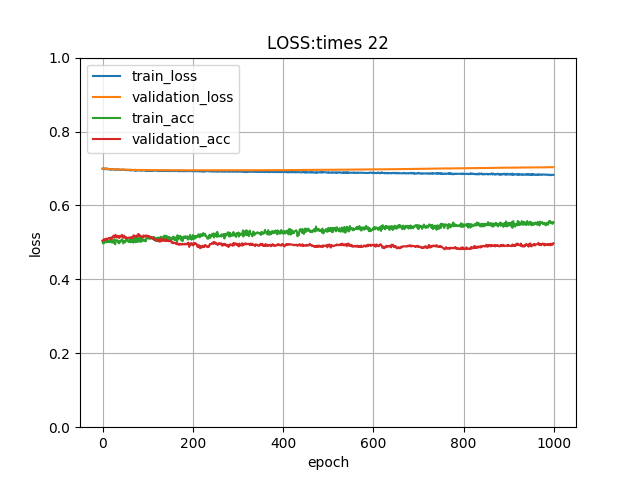 LOSS:times 22
train_loss
validation_loss
train_acc
validation_acc
1.0
0.8
0.6
0.4
0.2
0.0
loss
0 200 400 600 800 1000
epoch